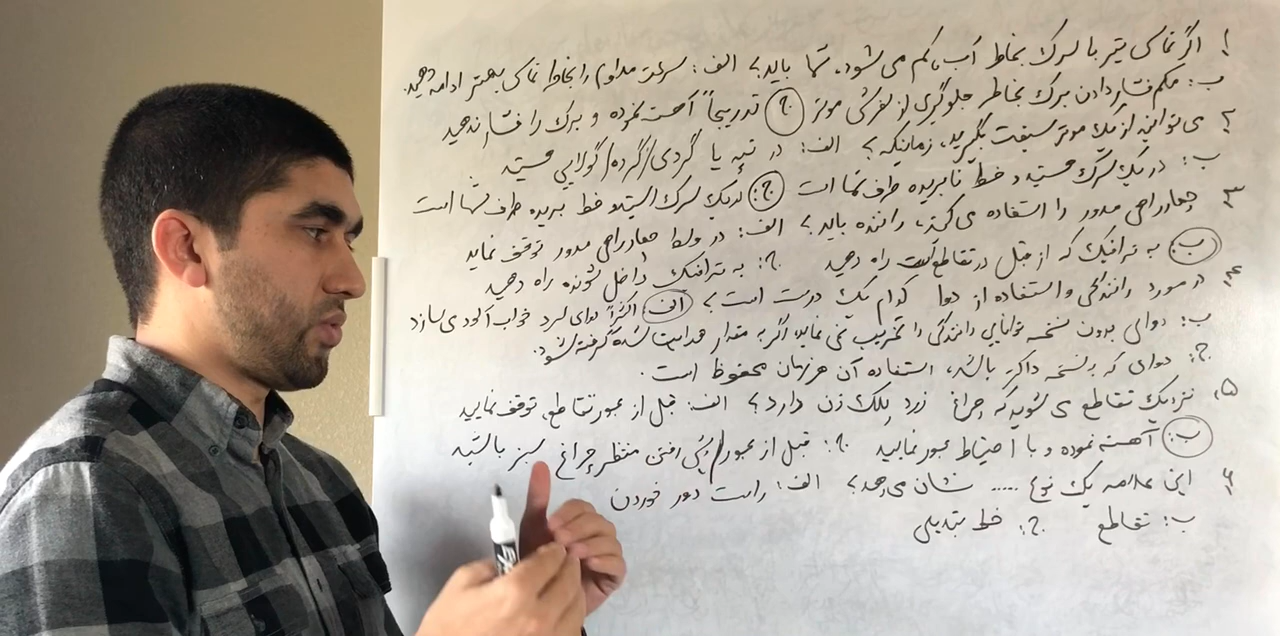 ۱. اگر تماس تیر با سرک بخاطر آب، کم می شود، شما باید؟ الف: سرعت مداوم را بخاطر تماس بهتر ادامه دهید.
ب: محکم فشار دادن برک بخاطر جلوگیری از لغزش موتر ج: تدریجاً آهسته نموده و برک را فشار ندهید
۲. می توانید از یک موتر سبقت بگیرید، زمانیکه؟ الف: در تپه یا گردی/گرده/گولایی هستید
ب: در یک سرک هستید و خط نابریده طرف شما است ج: در یک سرک استید و خط بریده طرف شما است
۳. چهارراهی مدور را استفاده می کنید، راننده باید؟ الف: در وسط چهارراهی مدور توقف نماید
ب: به ترافیک که از قبل در تقاطع است راه دهید ج: به ترافیک داخل شونده راه دهید
۴. در مورد رانندگی و استفاده از دوا کدام یک درست است؟ الف: اکثراً دوای سرد خواب آلود می سازد
ب: دوای بدون نسخه توانایی رانندگی را تخریب نمی نماید اگر به مقدار هدایت شده گرفته شود.
ج: دوای که به نسخه داکتر باشد، استفاده آن هر زمان محفوظ است.
۵. نزدیک تقاطع می شوید که چراغ زرد پلک زن دارد؟ الف: قبل از عبور تقاطع، توقف نمایید
ب: آهسته نموده و با احتیاط عبور نمایید ج: قبل از عبور/ پیش رفتن منتظر چراغ سبز باشید
۶. این علامه یک نوع ..... نشان می دهد؟ الف: راست دور خوردن
ب: تقاطع ج: خط تبدیلی